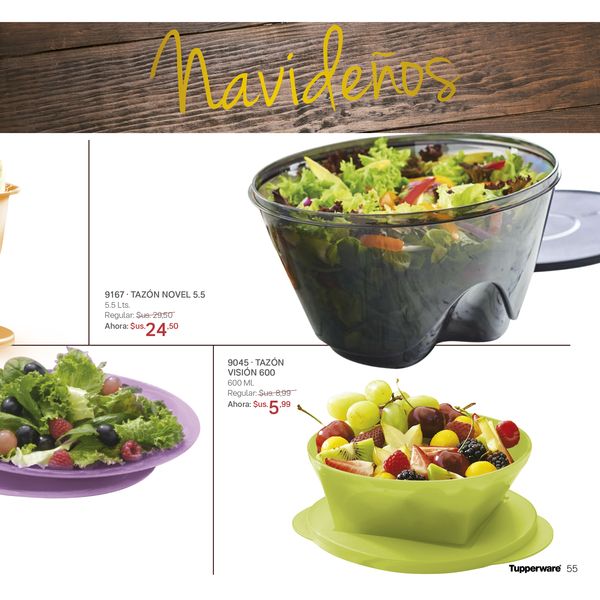 Navideños
9167 · TAZÓN NOVEL 5.5
5.5 Lts.
Regular: $us. 29,50
Ahora: $us. 24,50
9045 · TAZÓN
VISIÓN 600
600 Ml.
Regular: $us. 8,99
Ahora: $us. 5,99
Tupperware 55